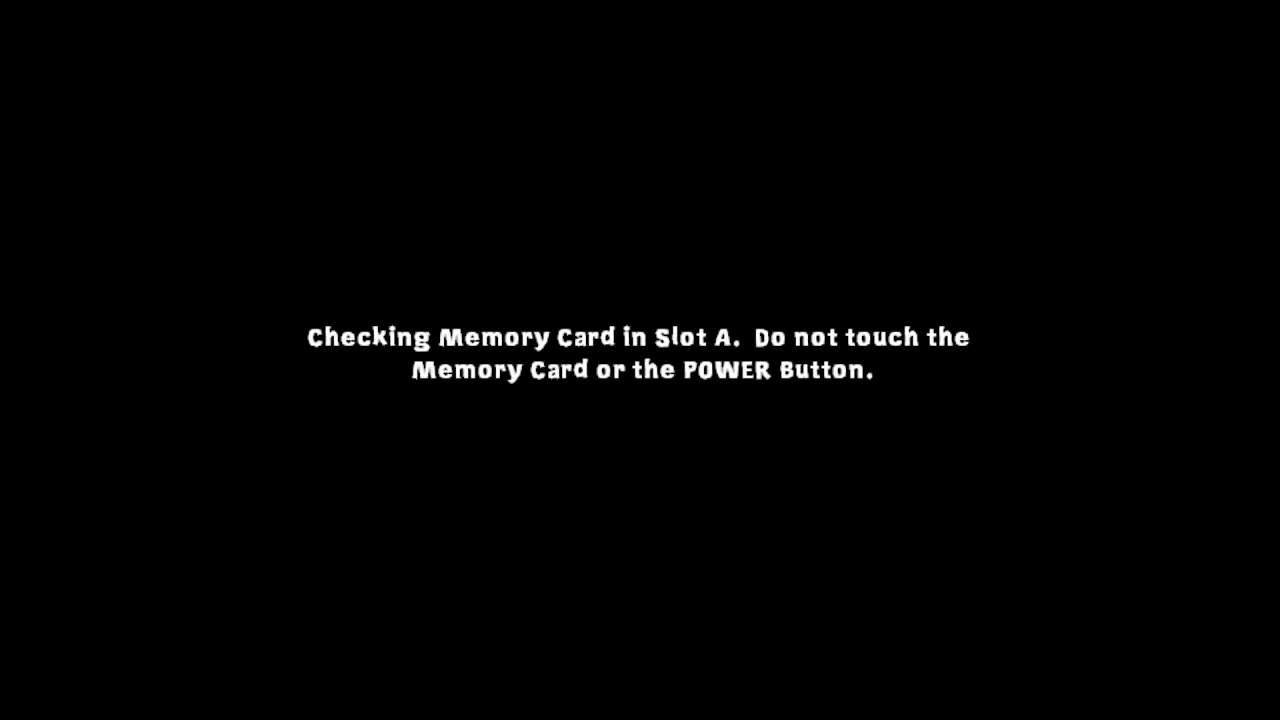 Checking Memory Card in Slot A.  Do not touch the
Memory Card or the POWER Button.